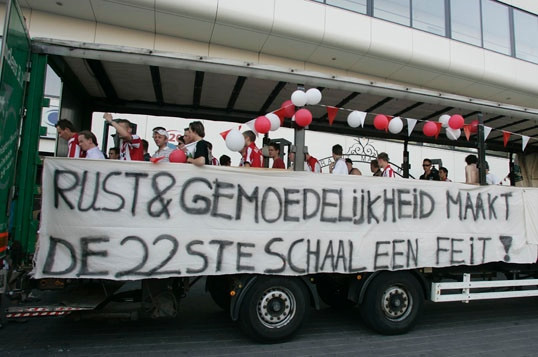 RUST & GEMOEDELIJKHEID MAAKT
DE 22STE SCHAAL EEN FEIT!